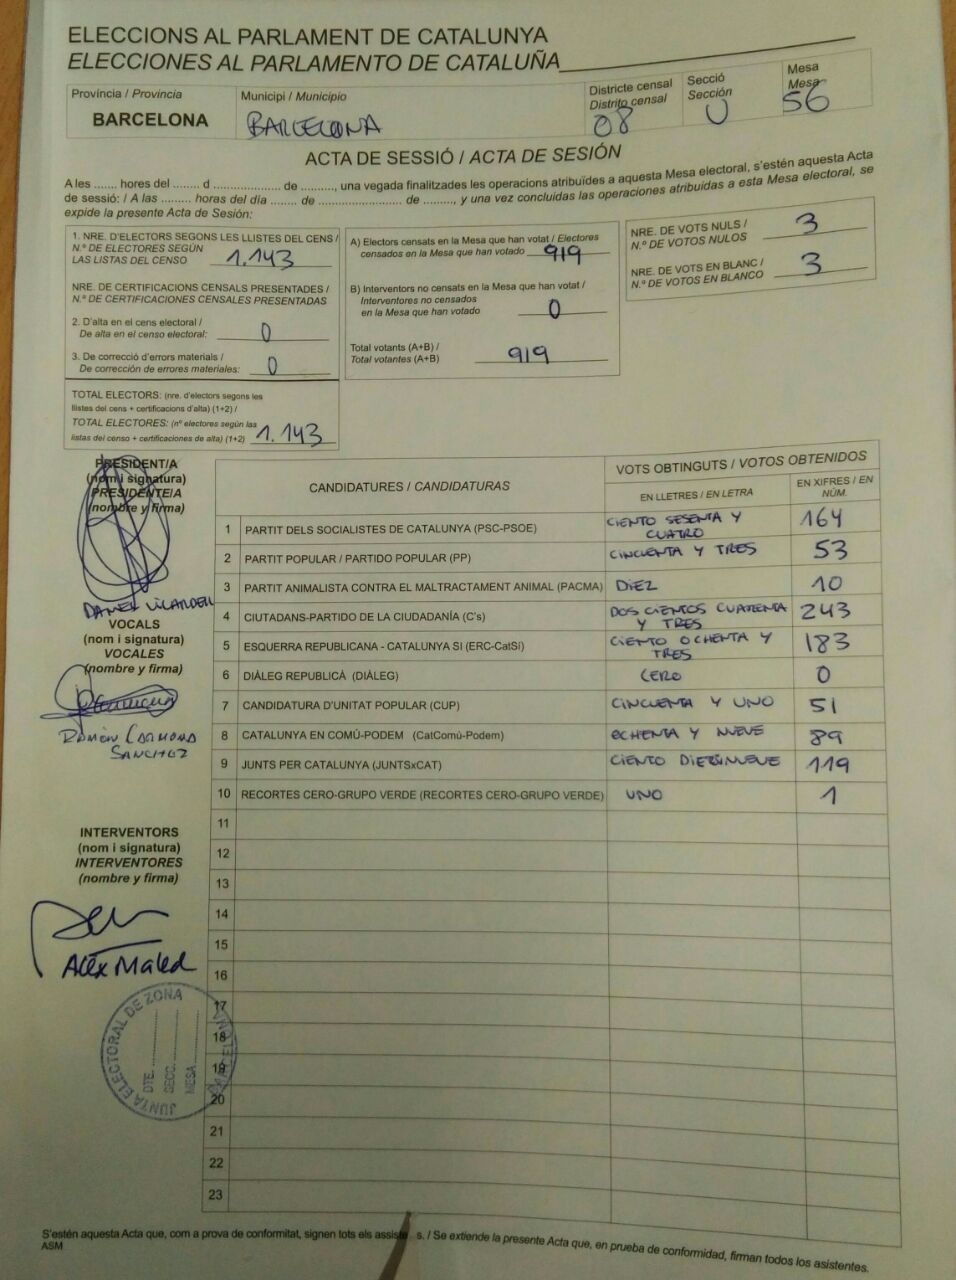 ELECCIONS AL PARLAMENT DE CATALUNYA
ELECCIONES AL PARLAMENTO DE CATALUÑA
Província / Provincia
BARCELONA
Municipi / Municipio
BARCELONA
Districte censal
Distrito censal
08
Secció
Sección
U
Mesa
Mesa
56
ACTA DE SESSIÓ / ACTA DE SESIÓN
A les ....... hores del ........ d .................... de .........., una vegada finalitzades les operacions atribuïdes a aquesta Mesa electoral, s'estén aquesta Acta
de sessió: / A las ......... horas del día ........ de ...................... de ........., y una vez concluidas las operaciones atribuidas a esta Mesa electoral, se
expide la presente Acta de Sesión:
1. NRE. D'ELECTORS SEGONS LES LLISTES DEL CENS /
N.º DE ELECTORES SEGÚN
LAS LISTAS DEL CENSO 1.143
NRE. DE CERTIFICACIONS CENSALS PRESENTADES /
N.º DE CERTIFICACIONES CENSALES PRESENTADAS
2. D'alta en el cens electoral /
De alta en el censo electoral: 0
3. De correcció d'errors materials /
De corrección de errores materiales: 0
TOTAL ELECTORS: (nre. d'electors segons les
llistes del cens + certificacions d'alta) (1+2) /
TOTAL ELECTORES: (nº electores según las
listas del censo + certificaciones de alta) (1+2) 1.143
A) Electors censats en la Mesa que han votat / Electores
censados en la Mesa que han votado 919
B) Interventors no censats en la Mesa que han votat /
Interventores no censados
en la Mesa que han votado 0
Total votants (A+B) /
Total votantes (A+B) 919
NRE. DE VOTS NULS /
N.º DE VOTOS NULOS 3
NRE. DE VOTS EN BLANC /
N.º DE VOTOS EN BLANCO 3
PRESIDENT/A
(nom i signatura)
PRESIDENTE/A
(nombre y firma)
VOCALS
(nom i signatura)
VOCALES
(nombre y firma)
RAMÓN CARMONA
SANCHEZ
INTERVENTORS
(nom i signatura)
INTERVENTORES
(nombre y firma)
JUNTA ELECTORAL DE ZONA
DTE. ............
SECC. ............
MESA ............
CANDIDATURES / CANDIDATURAS
VOTS OBTINGUTS / VOTOS OBTENIDOS
EN LLETRES / EN LETRA
EN XIFRES / EN NÚM.
1 PARTIT DELS SOCIALISTES DE CATALUNYA (PSC-PSOE) CIENTO SESENTA Y CUATRO 164
2 PARTIT POPULAR / PARTIDO POPULAR (PP) CINCUENTA Y TRES 53
3 PARTIT ANIMALISTA CONTRA EL MALTRACTAMENT ANIMAL (PACMA) DIEZ 10
4 CIUTADANS-PARTIDO DE LA CIUDADANÍA (C's) DOS CIENTOS CUARENTA Y TRES 243
5 ESQUERRA REPUBLICANA - CATALUNYA SI (ERC-CatSí) CIENTO OCHENTA Y TRES 183
6 DIÀLEG REPUBLICÀ (DIÀLEG) CERO 0
7 CANDIDATURA D'UNITAT POPULAR (CUP) CINCUENTA Y UNO 51
8 CATALUNYA EN COMÚ-PODEM (CatComú-Podem) OCHENTA Y NUEVE 89
9 JUNTS PER CATALUNYA (JUNTSxCAT) CIENTO DIECINUEVE 119
10 RECORTES CERO-GRUPO VERDE (RECORTES CERO-GRUPO VERDE) UNO 1
11
12
13
14
15
16
17
18
19
20
21
22
23
S'estén aquesta Acta que, com a prova de conformitat, signen tots els assis s. / Se extiende la presente Acta que, en prueba de conformidad, firman todos los asistentes.
ASM